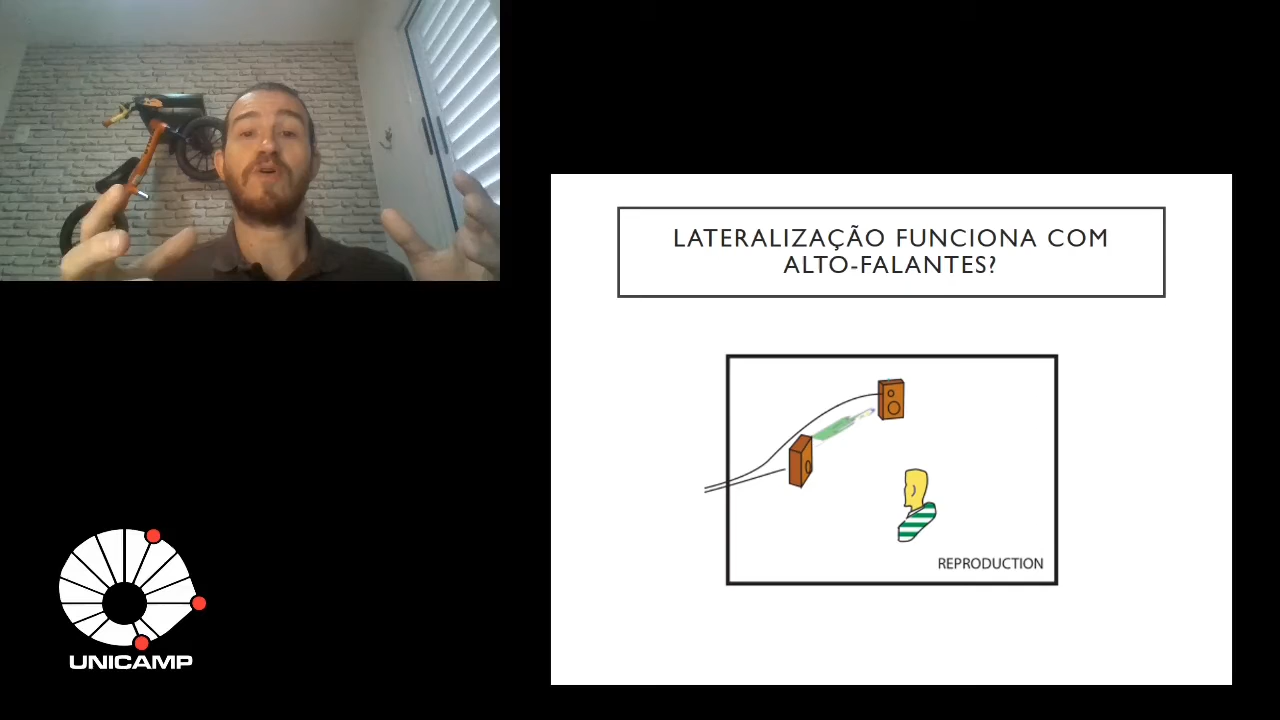 LATERALIZAÇÃO FUNCIONA COM
ALTO-FALANTES?
REPRODUCTION
UNICAMP